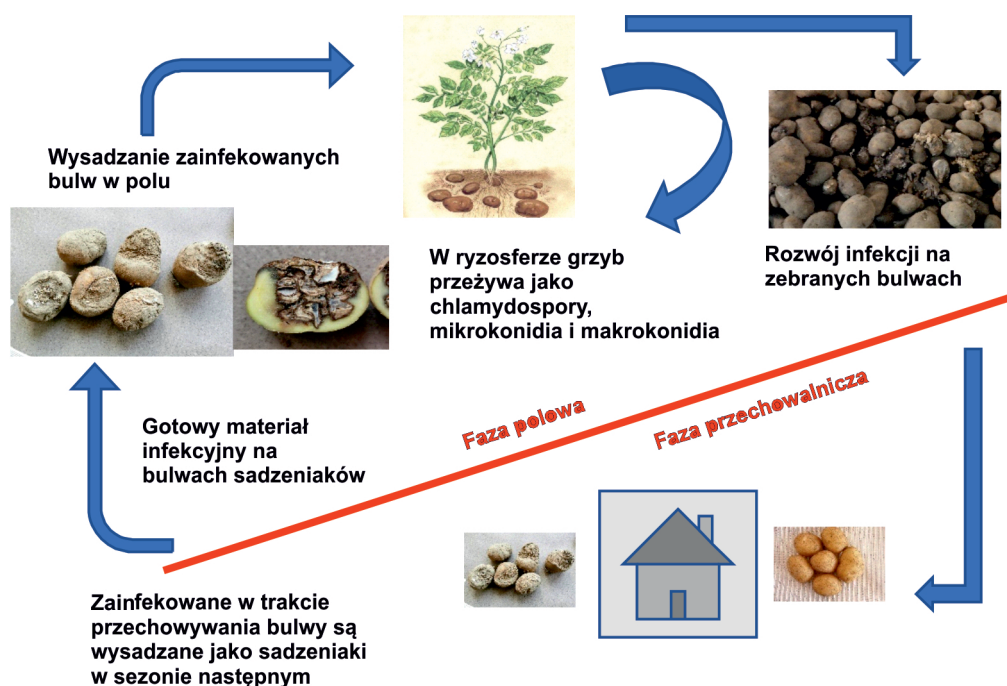 Wysadzanie zainfekowanych
bulw w polu
W ryzosferze grzyb
przeżywa jako
chlamydospory,
mikrokonidia i makrokonidia
Rozwój infekcji na
zebranych bulwach
Gotowy materiał
infekcyjny na
bulwach sadzeniaków
Faza polowa
Faza przechowalnicza
Zainfekowane w trakcie
przechowywania bulwy są
wysadzane jako sadzeniaki
w sezonie następnym